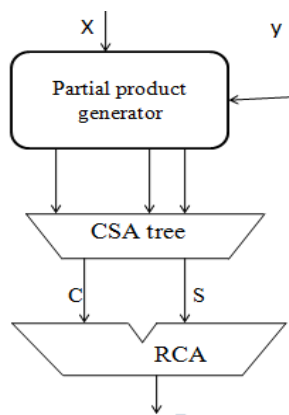 X
y
Partial product
generator
CSA tree
C
S
RCA